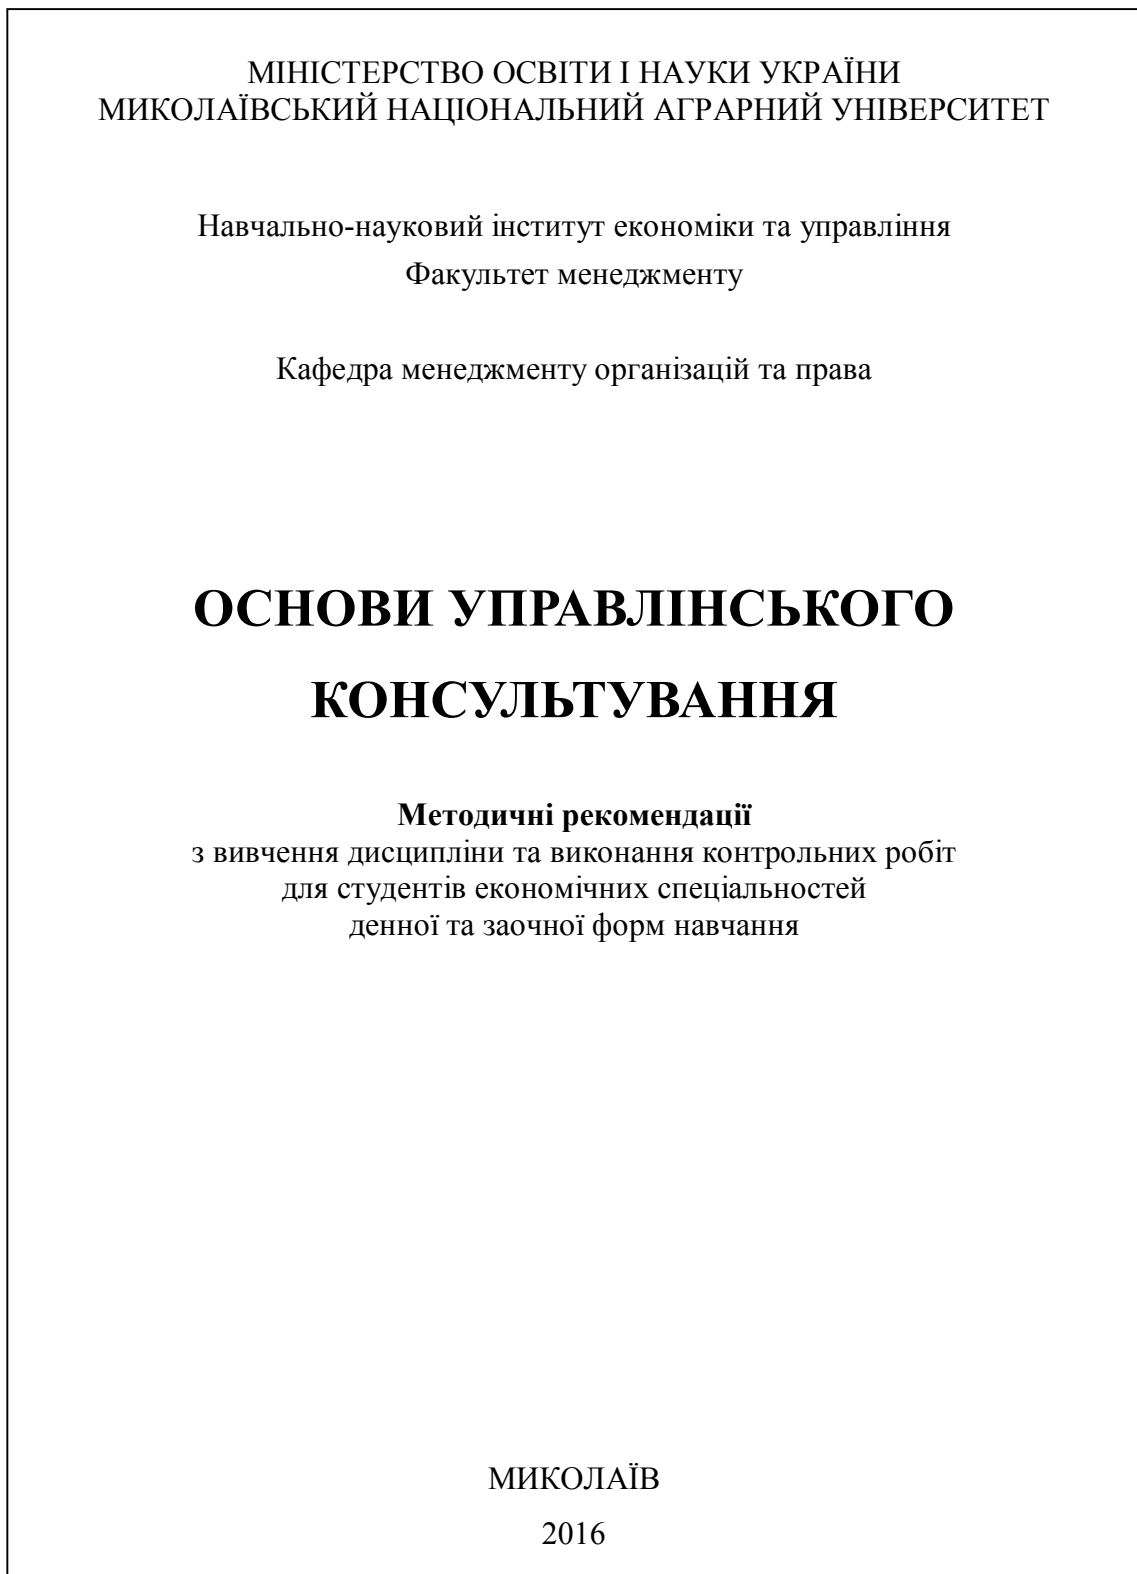 МІНІСТЕРСТВО ОСВІТИ І НАУКИ УКРАЇНИ
МИКОЛАЇВСЬКИЙ НАЦІОНАЛЬНИЙ АГРАРНИЙ УНІВЕРСИТЕТ
Навчально-науковий інститут економіки та управління
Факультет менеджменту
Кафедра менеджменту організацій та права
ОСНОВИ УПРАВЛІНСЬКОГО
КОНСУЛЬТУВАННЯ
Методичні рекомендації
з вивчення дисципліни та виконання контрольних робіт
для студентів економічних спеціальностей
денної та заочної форм навчання
МИКОЛАЇВ
2016